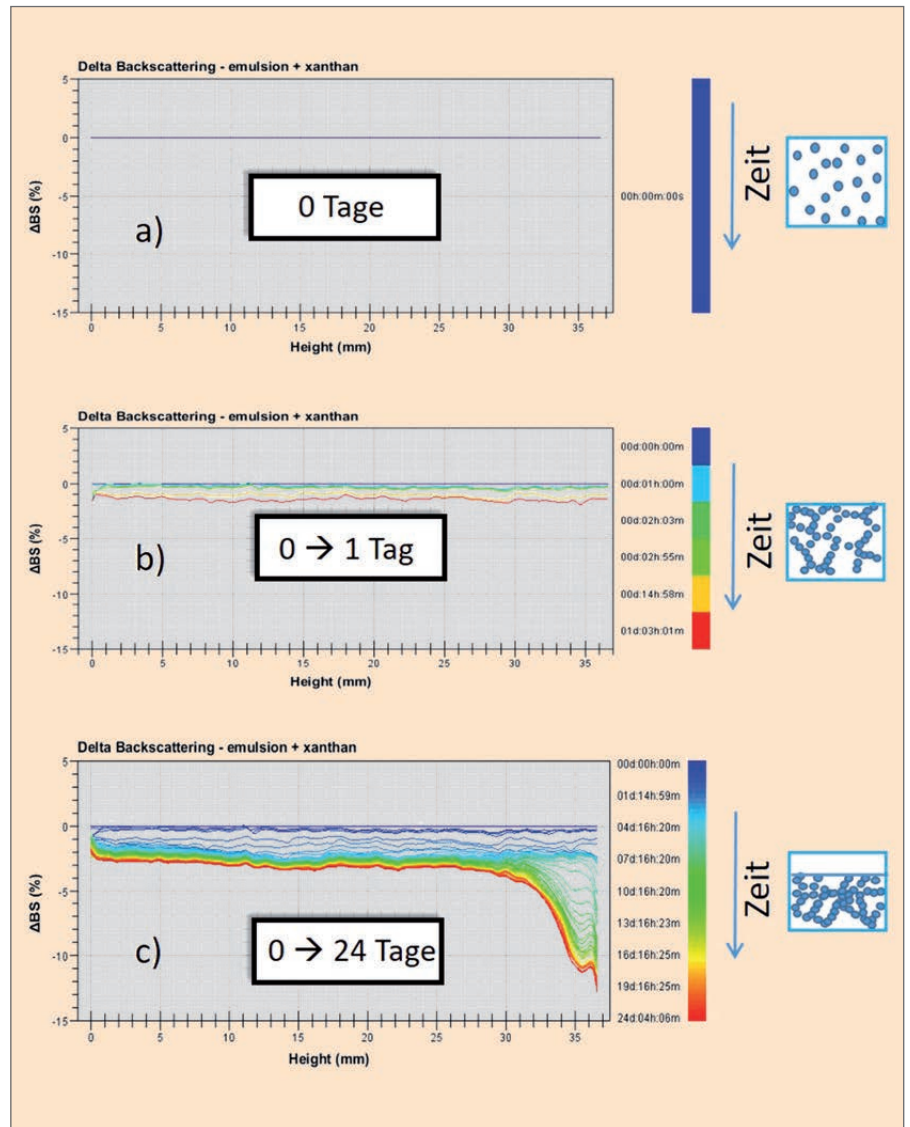 Delta Backscattering - emulsion + xanthan
5
0
-5
-10
-15
ΔBS (%)
a)
0 Tage
0 5 10 15 20 25 30 35
Height (mm)
00h:00m:00s
Zeit
Delta Backscattering - emulsion + xanthan
5
0
-5
-10
-15
ΔBS (%)
b)
0 → 1 Tag
0 5 10 15 20 25 30 35
Height (mm)
00d:00h:00m
00d:01h:00m
00d:02h:03m
00d:02h:55m
00d:14h:58m
01d:03h:01m
Zeit
Delta Backscattering - emulsion + xanthan
5
0
-5
-10
-15
ΔBS (%)
c)
0 → 24 Tage
0 5 10 15 20 25 30 35
Height (mm)
00d:00h:00m
01d:14h:59m
04d:16h:20m
07d:16h:20m
10d:16h:20m
13d:16h:23m
16d:16h:25m
19d:16h:25m
24d:04h:06m
Zeit